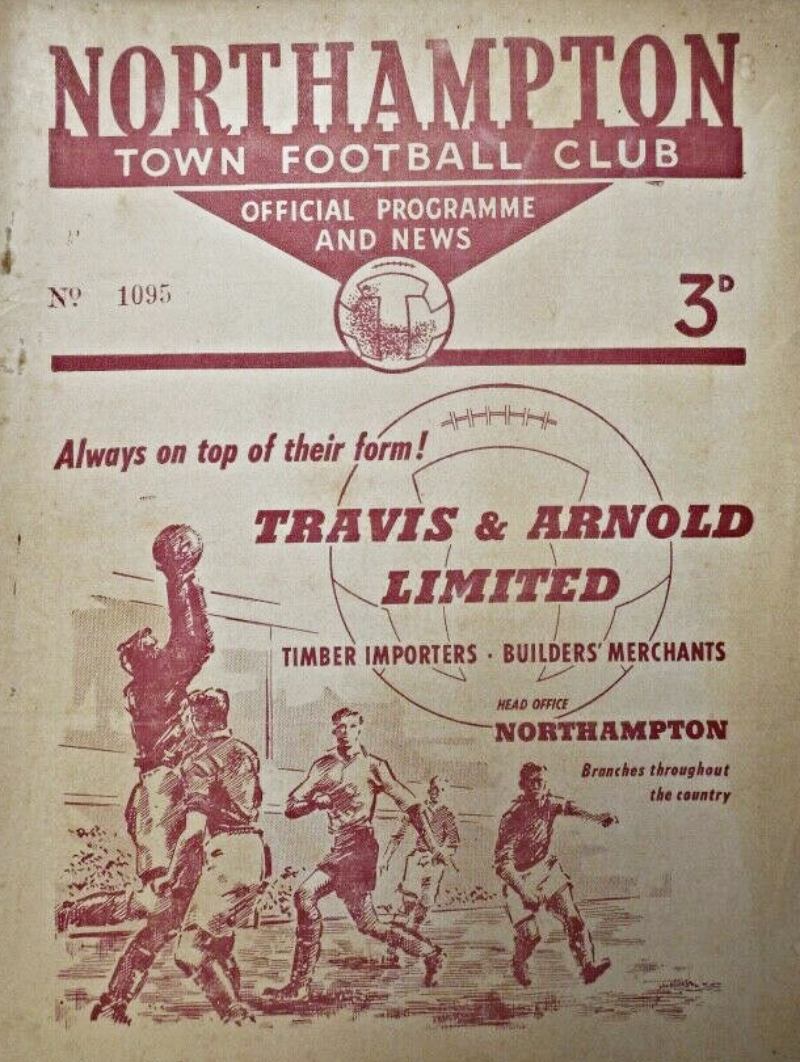 NORTHAMPTON
TOWN FOOTBALL CLUB
OFFICIAL PROGRAMME
AND NEWS
Nº 1095
3D
Always on top of their form!
TRAVIS & ARNOLD
LIMITED
TIMBER IMPORTERS · BUILDERS' MERCHANTS
HEAD OFFICE
NORTHAMPTON
Branches throughout
the country